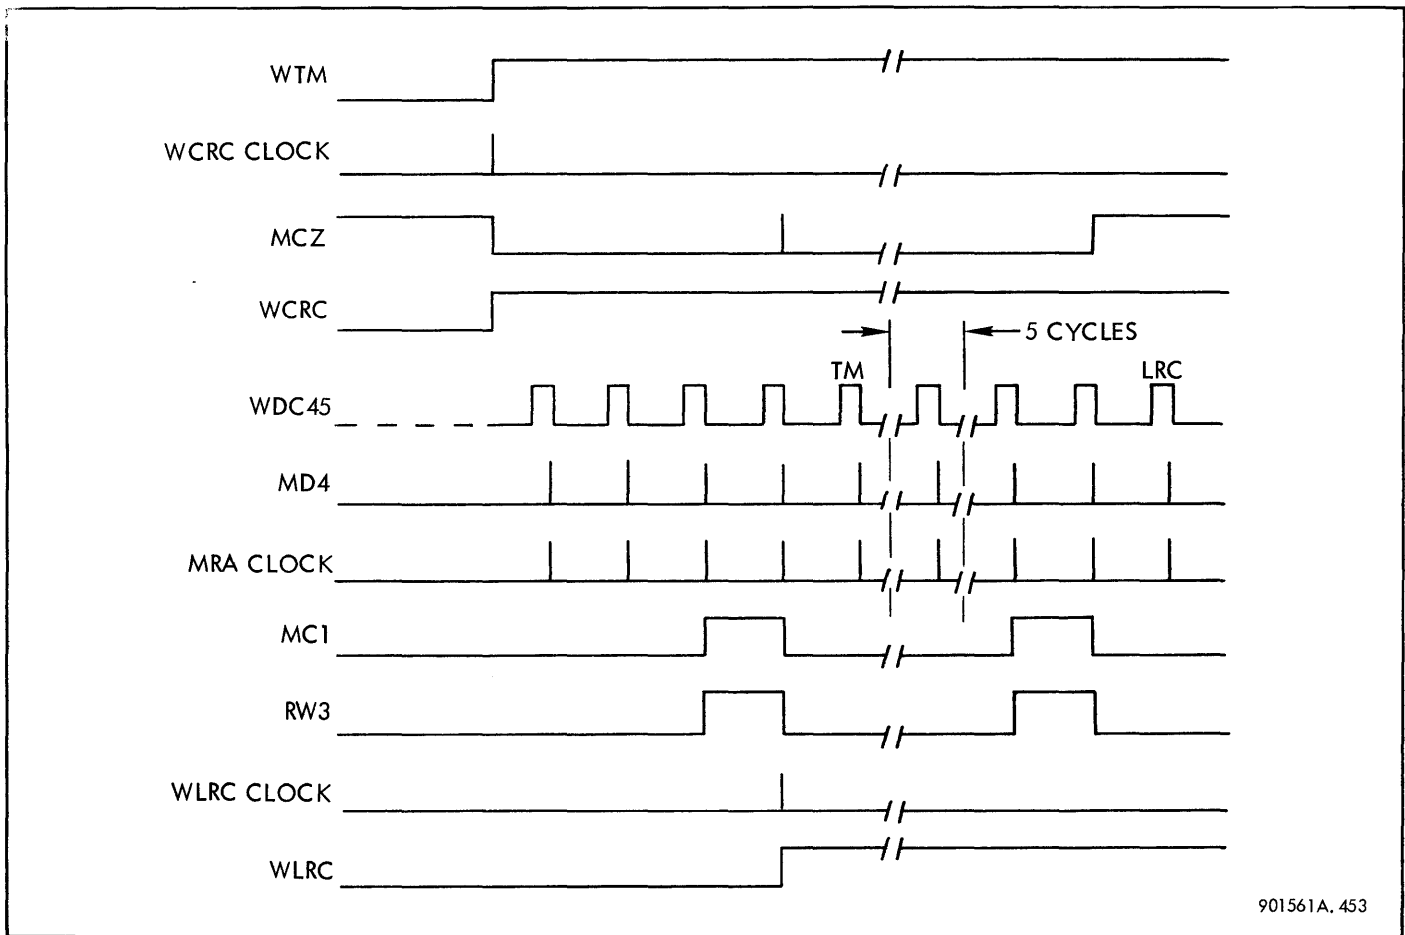 WTM
WCRC CLOCK
MCZ
WCRC
5 CYCLES
TM
LRC
WDC45
MD4
MRA CLOCK
MC1
RW3
WLRC CLOCK
WLRC
901561A.453